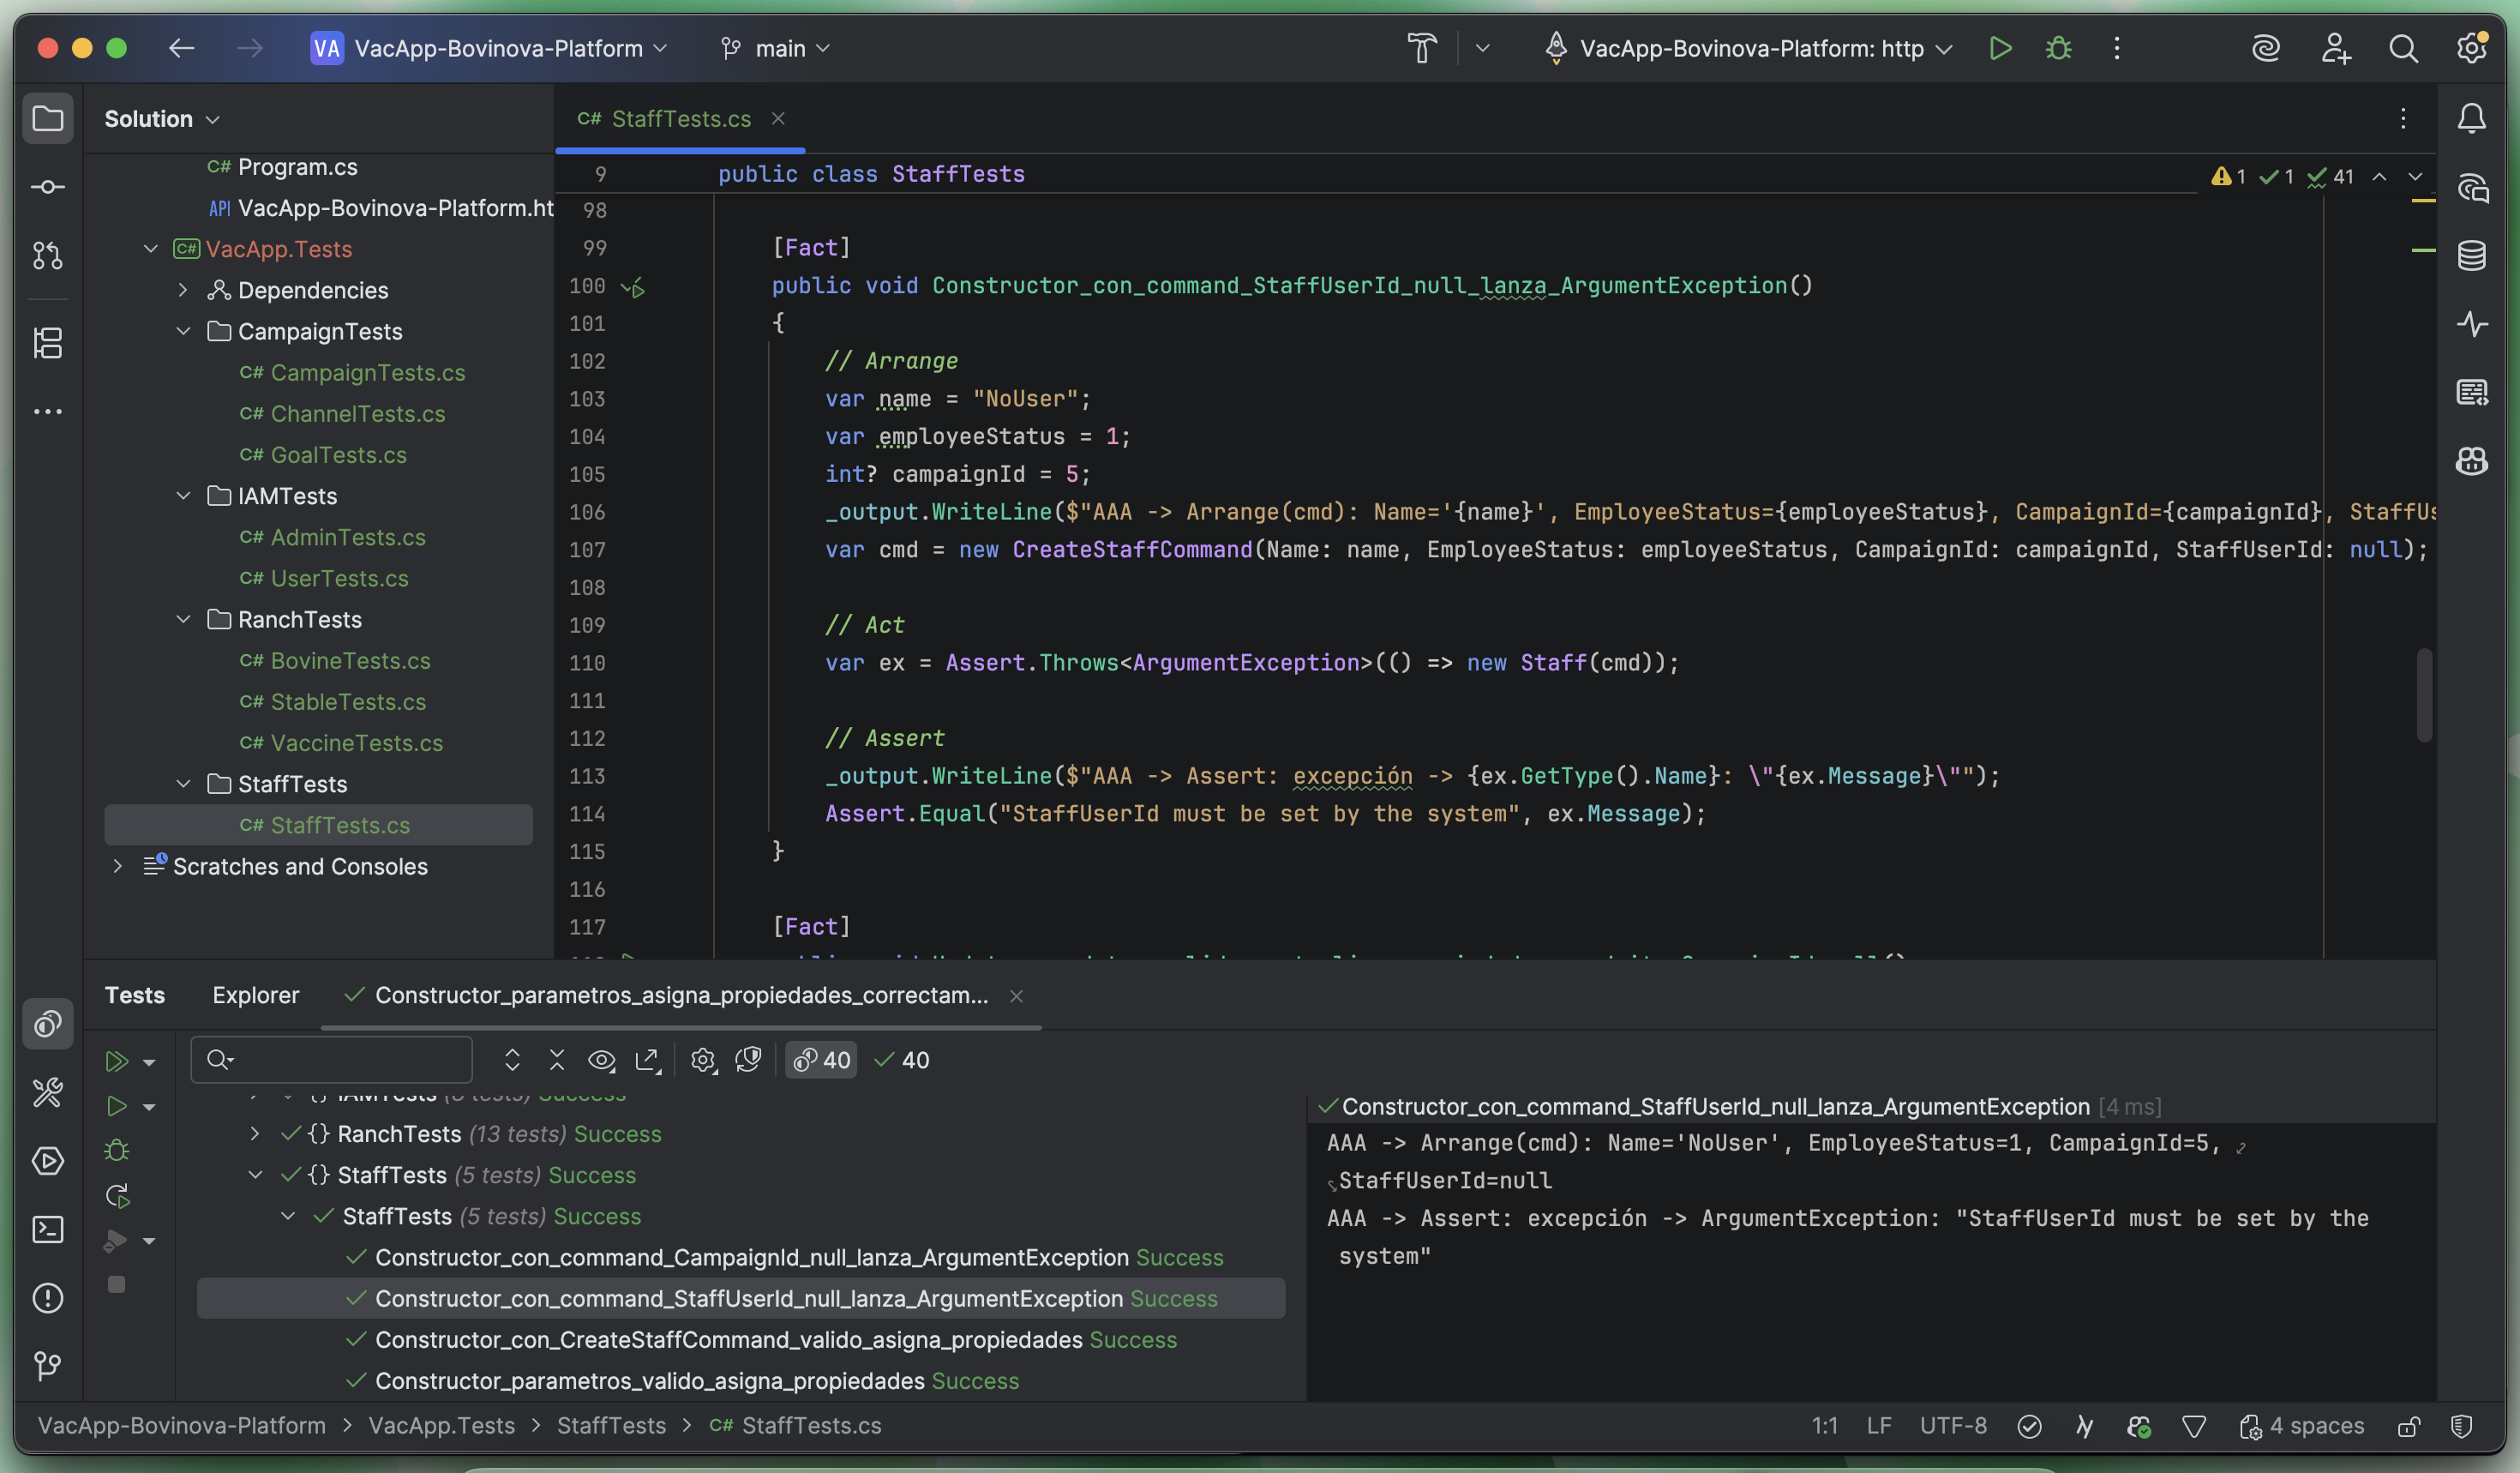 VA VacApp-Bovinova-Platform main VacApp-Bovinova-Platform: http
Solution
C# Program.cs
API VacApp-Bovinova-Platform.ht
C# VacApp.Tests
Dependencies
CampaignTests
C# CampaignTests.cs
C# ChannelTests.cs
C# GoalTests.cs
IAMTests
C# AdminTests.cs
C# UserTests.cs
RanchTests
C# BovineTests.cs
C# StableTests.cs
C# VaccineTests.cs
StaffTests
C# StaffTests.cs
Scratches and Consoles
C# StaffTests.cs
9 public class StaffTests 1 1 41
98
99 [Fact]
100 public void Constructor_con_command_StaffUserId_null_lanza_ArgumentException()
101 {
102 // Arrange
103 var name = "NoUser";
104 var employeeStatus = 1;
105 int? campaignId = 5;
106 _output.WriteLine($"AAA -> Arrange(cmd): Name='{name}', EmployeeStatus={employeeStatus}, CampaignId={campaignId}, StaffUs
107 var cmd = new CreateStaffCommand(Name: name, EmployeeStatus: employeeStatus, CampaignId: campaignId, StaffUserId: null);
108
109 // Act
110 var ex = Assert.Throws<ArgumentException>(() => new Staff(cmd));
111
112 // Assert
113 _output.WriteLine($"AAA -> Assert: excepción -> {ex.GetType().Name}: \"{ex.Message}\"");
114 Assert.Equal("StaffUserId must be set by the system", ex.Message);
115 }
116
117 [Fact]
Tests Explorer Constructor_parametros_asigna_propiedades_correctam...
40 40
IAMTests
RanchTests (13 tests) Success
StaffTests (5 tests) Success
StaffTests (5 tests) Success
Constructor_con_command_CampaignId_null_lanza_ArgumentException Success
Constructor_con_command_StaffUserId_null_lanza_ArgumentException Success
Constructor_con_CreateStaffCommand_valido_asigna_propiedades Success
Constructor_parametros_valido_asigna_propiedades Success
Constructor_con_command_StaffUserId_null_lanza_ArgumentException [4 ms]
AAA -> Arrange(cmd): Name='NoUser', EmployeeStatus=1, CampaignId=5,
StaffUserId=null
AAA -> Assert: excepción -> ArgumentException: "StaffUserId must be set by the
system"
VacApp-Bovinova-Platform > VacApp.Tests > StaffTests > C# StaffTests.cs 1:1 LF UTF-8 4 spaces